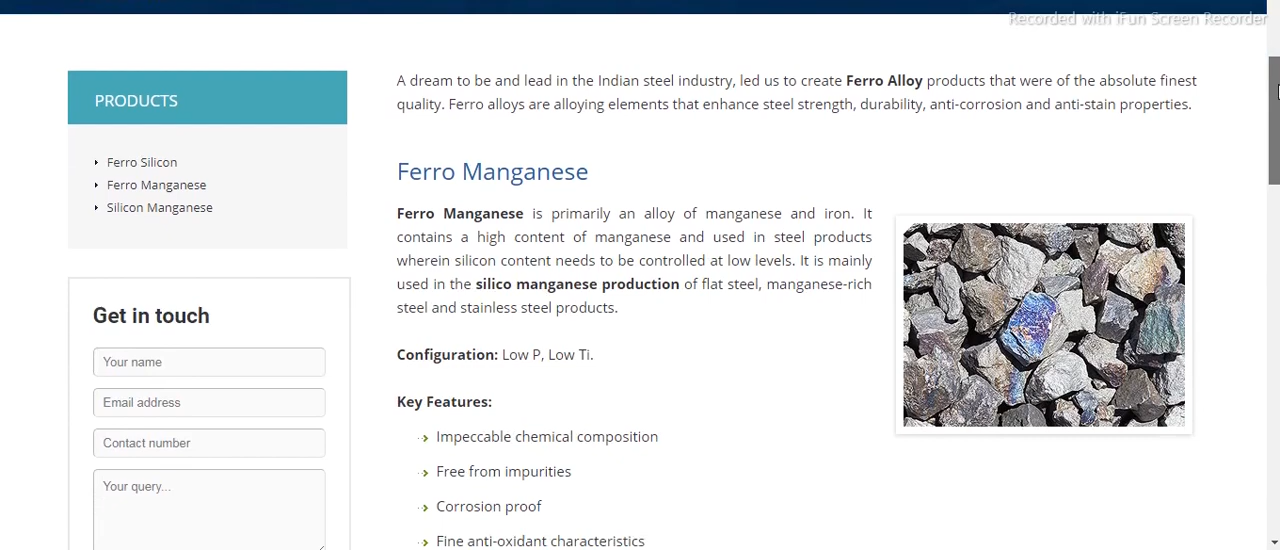 Recorded with iFun Screen Recorder
PRODUCTS
Ferro Silicon
Ferro Manganese
Silicon Manganese
Get in touch
Your name
Email address
Contact number
Your query...
A dream to be and lead in the Indian steel industry, led us to create Ferro Alloy products that were of the absolute finest
quality. Ferro alloys are alloying elements that enhance steel strength, durability, anti-corrosion and anti-stain properties.
Ferro Manganese
Ferro Manganese is primarily an alloy of manganese and iron. It
contains a high content of manganese and used in steel products
wherein silicon content needs to be controlled at low levels. It is mainly
used in the silico manganese production of flat steel, manganese-rich
steel and stainless steel products.
Configuration: Low P, Low Ti.
Key Features:
Impeccable chemical composition
Free from impurities
Corrosion proof
Fine anti-oxidant characteristics